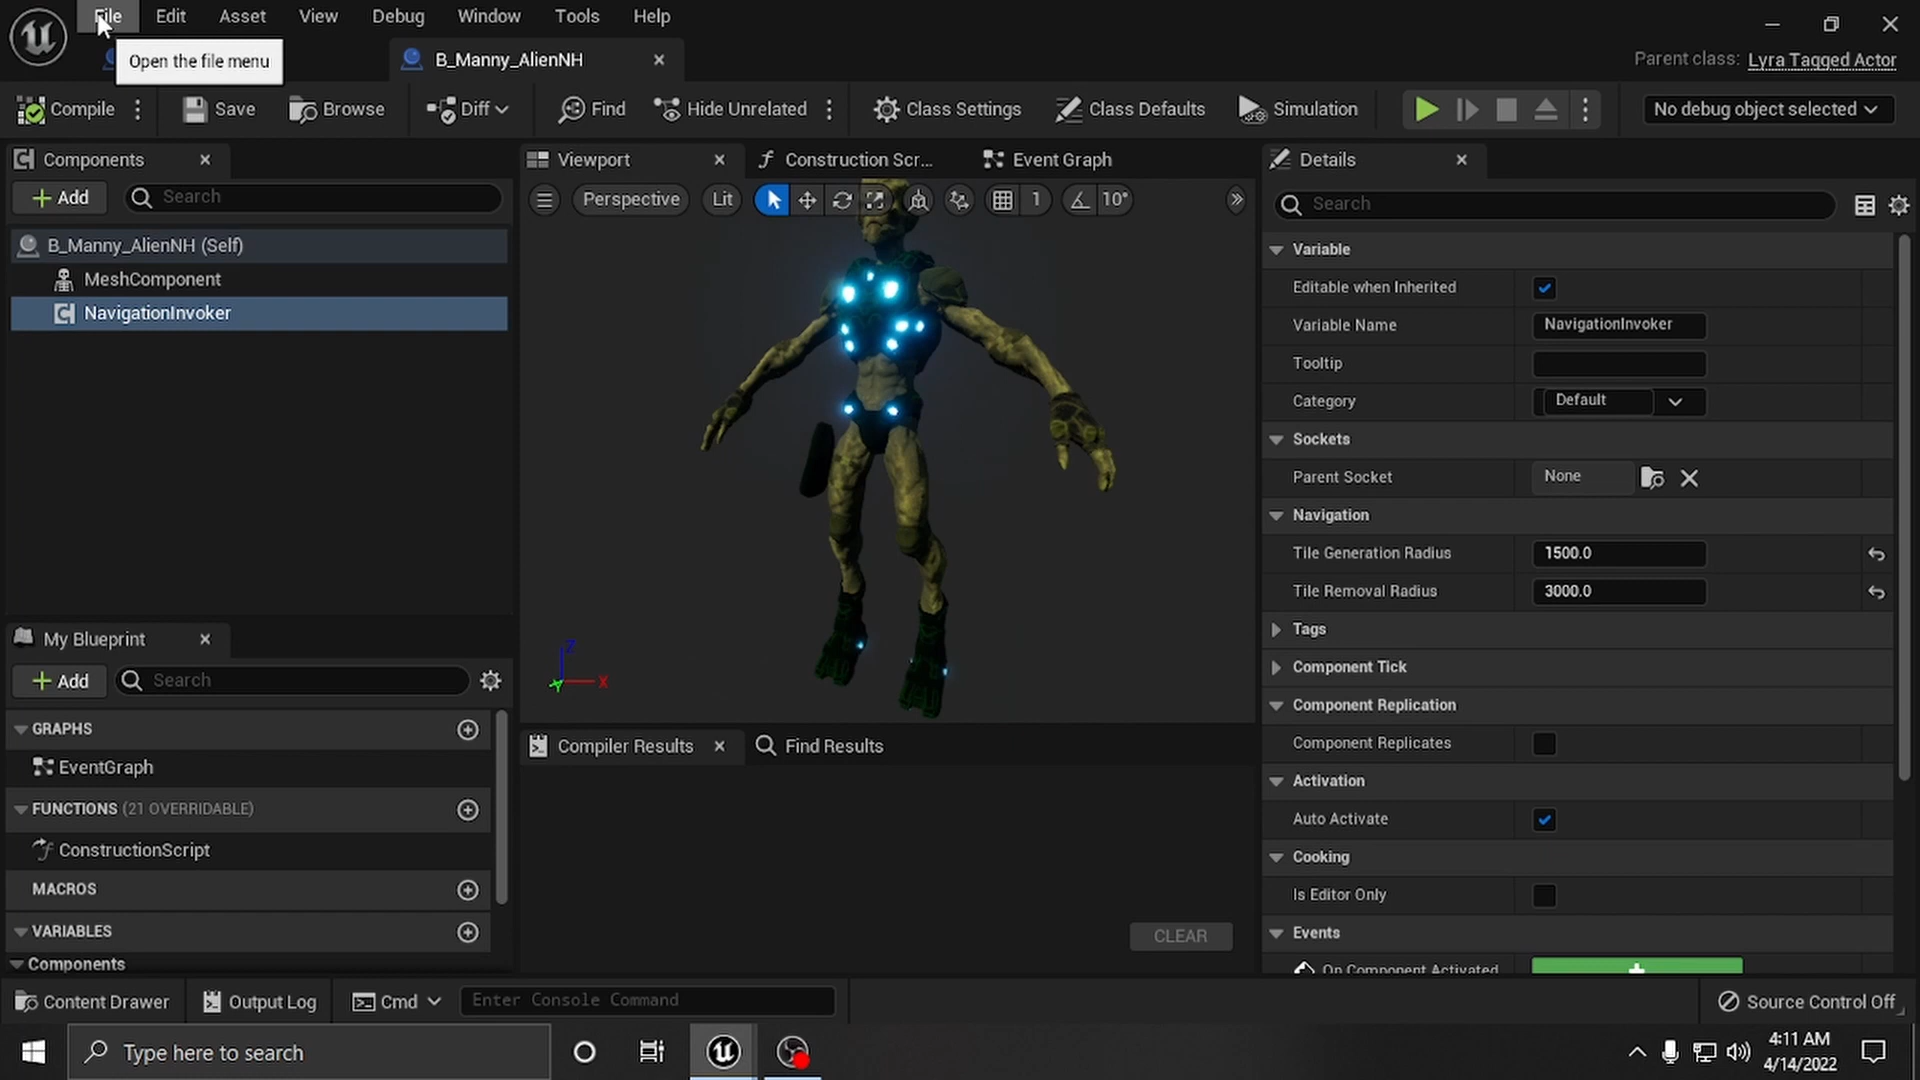 File Edit Asset View Debug Window Tools Help
Open the file menu
B_Manny_AlienNH
Parent class: Lyra Tagged Actor
Compile Save Browse Diff Find Hide Unrelated Class Settings Class Defaults Simulation No debug object selected
Components
Add Search
B_Manny_AlienNH (Self)
MeshComponent
NavigationInvoker
My Blueprint
Add Search
GRAPHS
EventGraph
FUNCTIONS (21 OVERRIDABLE)
ConstructionScript
MACROS
VARIABLES
Components
Viewport Construction Scr... Event Graph
Perspective Lit 1 10°
Z
X
Y
Compiler Results Find Results
CLEAR
Details
Search
Variable
Editable when Inherited
Variable Name NavigationInvoker
Tooltip
Category Default
Sockets
Parent Socket None
Navigation
Tile Generation Radius 1500.0
Tile Removal Radius 3000.0
Tags
Component Tick
Component Replication
Component Replicates
Activation
Auto Activate
Cooking
Is Editor Only
Events
On Component Activated
Content Drawer Output Log Cmd Enter Console Command Source Control Off
Type here to search
4:11 AM
4/14/2022